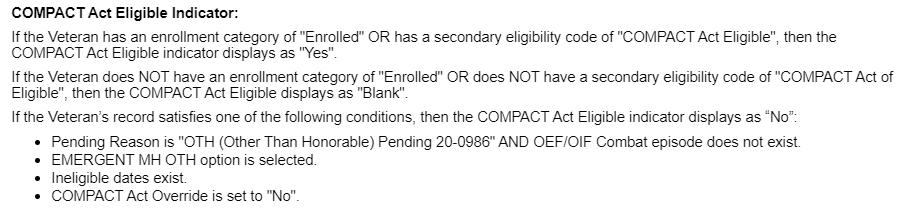 COMPACT Act Eligible Indicator:
If the Veteran has an enrollment category of "Enrolled" OR has a secondary eligibility code of "COMPACT Act Eligible", then the
COMPACT Act Eligible indicator displays as "Yes".
If the Veteran does NOT have an enrollment category of "Enrolled" OR does NOT have a secondary eligibility code of "COMPACT Act of
Eligible", then the COMPACT Act Eligible displays as "Blank".
If the Veteran’s record satisfies one of the following conditions, then the COMPACT Act Eligible indicator displays as “No”:
• Pending Reason is "OTH (Other Than Honorable) Pending 20-0986" AND OEF/OIF Combat episode does not exist.
• EMERGENT MH OTH option is selected.
• Ineligible dates exist.
• COMPACT Act Override is set to "No".